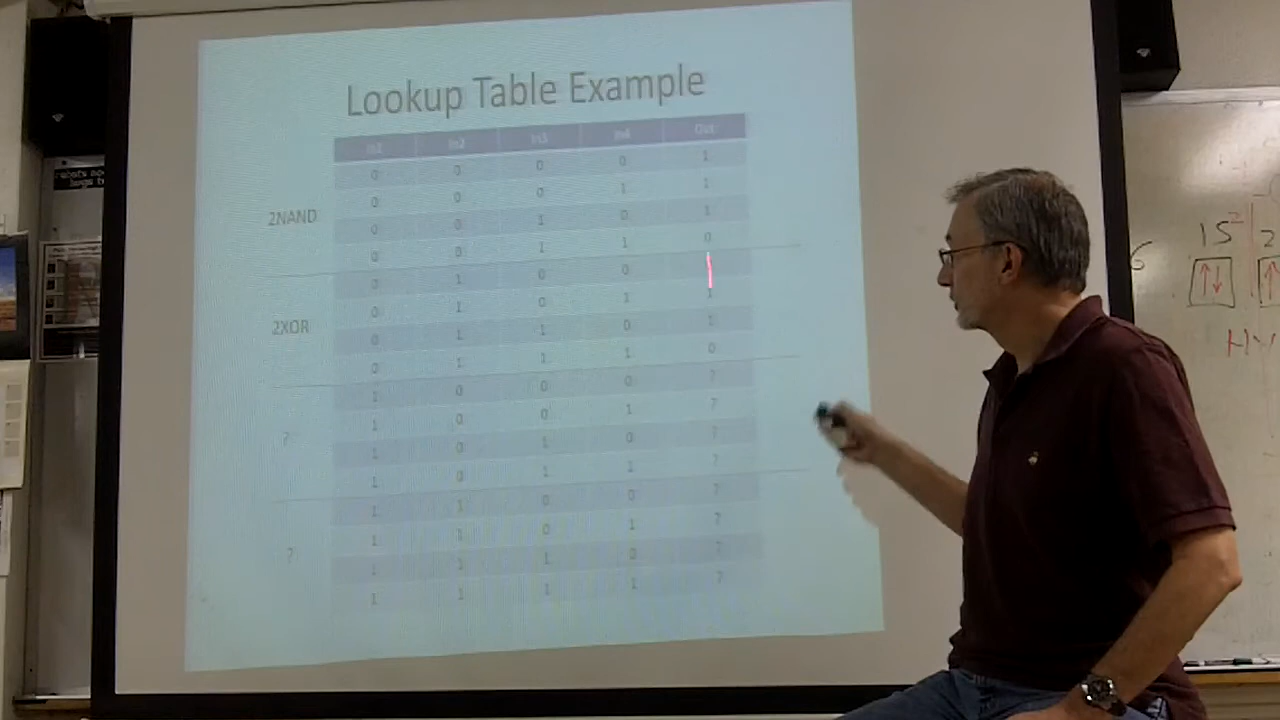 Lookup Table Example
In1 In2 In3 In4 Out
0 0 0 0 1
0 0 0 1 1
2NAND
0 0 1 0 1
0 0 1 1 0
0 1 0 0
0 1 0 1 1
2XOR
0 1 1 0 1
0 1 1 1 0
1 0 0 0 ?
1 0 0 1 ?
?
1 0 1 0 ?
1 0 1 1 ?
1 1 0 0 ?
1 1 0 1 ?
?
1 1 1 0 ?
1 1 1 1 ?
6
1S²
2